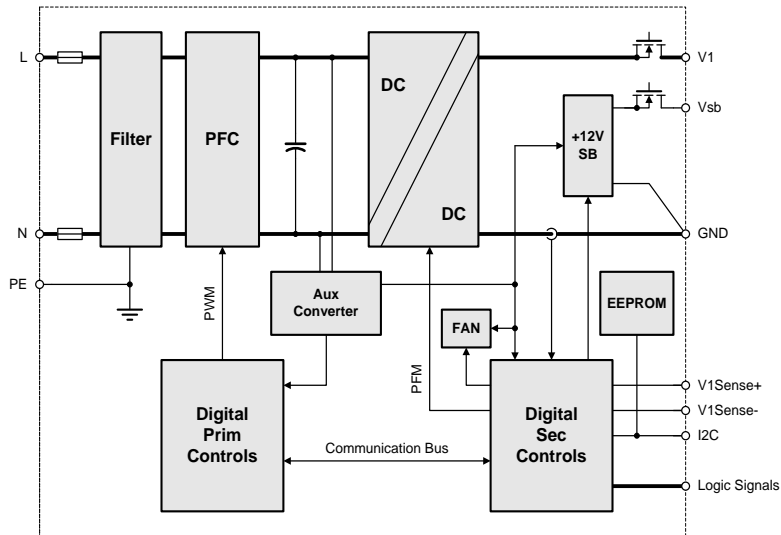 L
V1
DC
Vsb
Filter
PFC
+12V
SB
DC
N
GND
PE
PWM
Aux
Converter
EEPROM
FAN
PFM
V1Sense+
Digital
Prim
Controls
Digital
Sec
Controls
V1Sense-
I2C
Communication Bus
Logic Signals